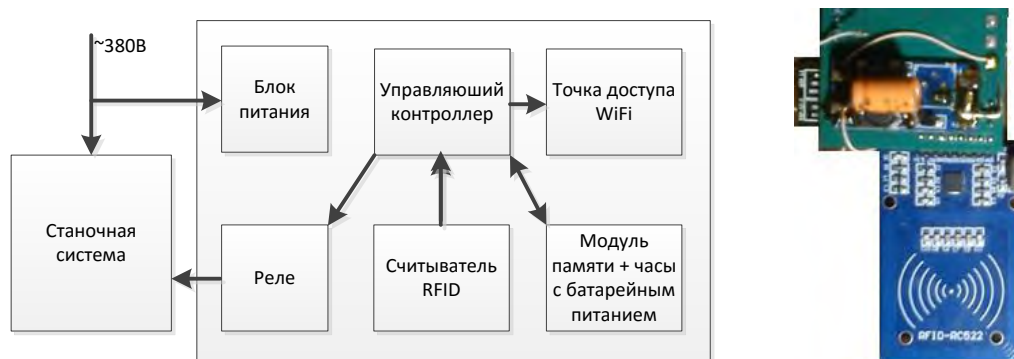 ~380В
Блок
питания
Управляюший
контроллер
Точка доступа
WiFi
Станочная
система
Реле
Считыватель
RFID
Модуль
памяти + часы
с батарейным
питанием
RFID-RC522